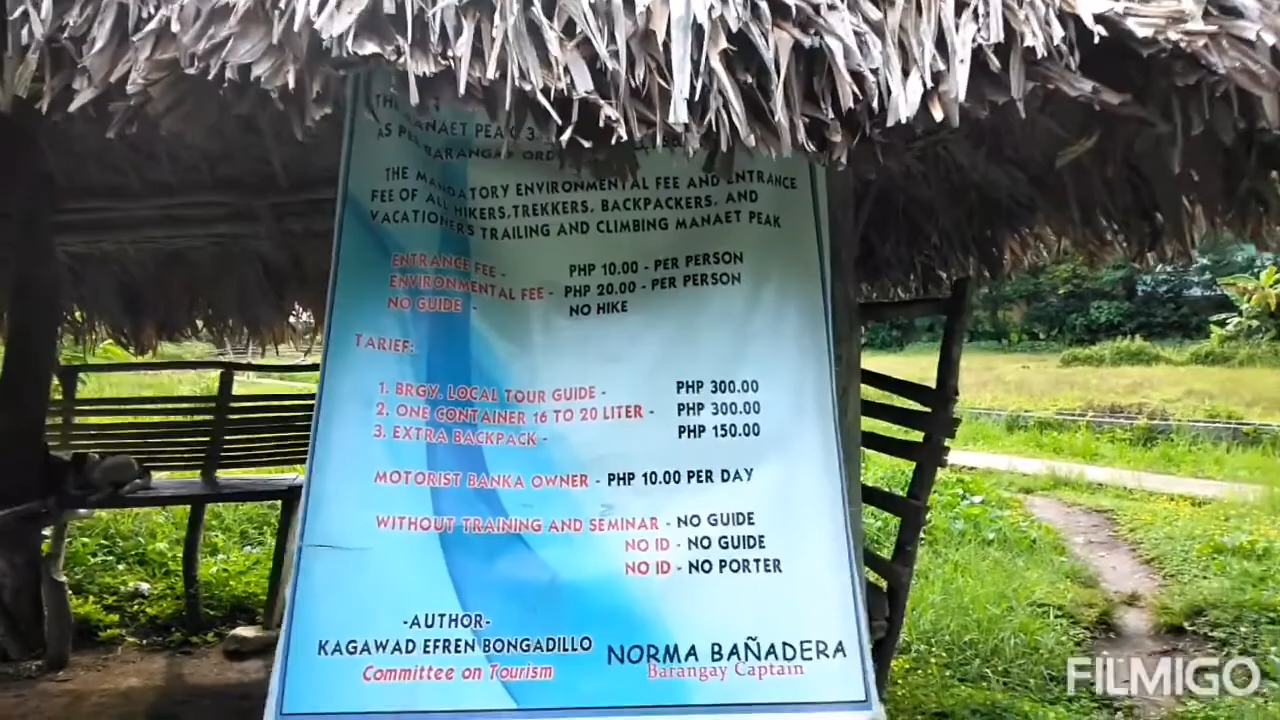 THE
MANAET PEAK 3.
AS PER BARANGAY ORD
THE MANDATORY ENVIRONMENTAL FEE AND ENTRANCE
FEE OF ALL HIKERS,TREKKERS, BACKPACKERS, AND
VACATIONERS TRAILING AND CLIMBING MANAET PEAK
ENTRANCE FEE - PHP 10.00 - PER PERSON
ENVIRONMENTAL FEE - PHP 20.00 - PER PERSON
NO GUIDE - NO HIKE
TARIEF:
1. BRGY. LOCAL TOUR GUIDE - PHP 300.00
2. ONE CONTAINER 16 TO 20 LITER - PHP 300.00
3. EXTRA BACKPACK - PHP 150.00
MOTORIST BANKA OWNER - PHP 10.00 PER DAY
WITHOUT TRAINING AND SEMINAR - NO GUIDE
NO ID - NO GUIDE
NO ID - NO PORTER
-AUTHOR-
KAGAWAD EFREN BONGADILLO
Committee on Tourism
NORMA BAÑADERA
Barangay Captain
FILMIGO